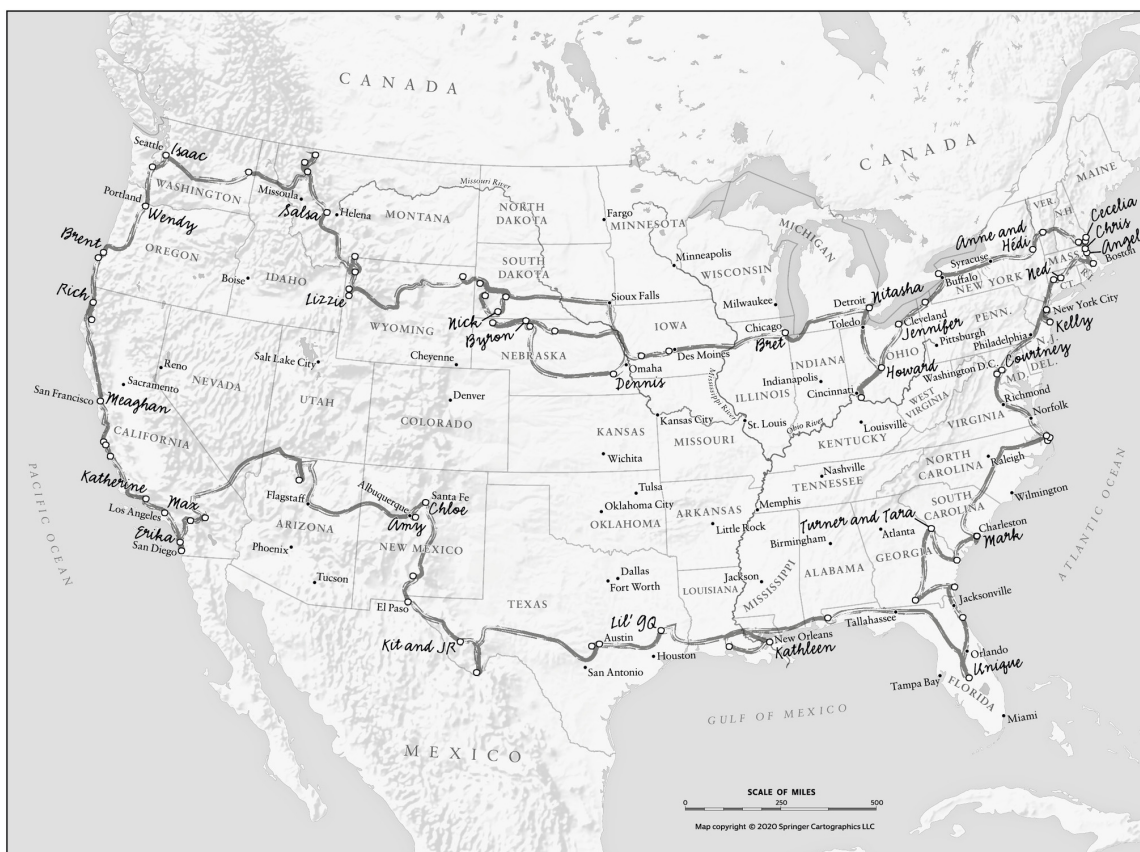 CANADA
CANADA
Seattle
Isaac
WASHINGTON
Portland
Wendy
Brent
OREGON
Missoula
Salsa
Helena
MONTANA
Missouri River
NORTH
DAKOTA
Fargo
MINNESOTA
MICHIGAN
MAINE
VER.
N.H.
Cecelia
Chris
Angel
Boston
MASS.
R.I.
CT.
Anne and
Hédi
Syracuse
Buffalo
NEW YORK
Ned
Boise
IDAHO
Lizzie
SOUTH
DAKOTA
Minneapolis
WISCONSIN
Sioux Falls
Milwaukee
Detroit
Nitasha
Rich
WYOMING
Nick
Byron
NEBRASKA
IOWA
Des Moines
Omaha
Dennis
Chicago
Bret
Toledo
Cleveland
Jennifer
PENN.
Pittsburgh
New York City
Kelly
Philadelphia
N.J.
OHIO
Howard
Washington D.C.
Courtney
MD.
DEL.
Reno
Sacramento
NEVADA
Salt Lake City
UTAH
Cheyenne
Denver
COLORADO
INDIANA
Indianapolis
ILLINOIS
Cincinnati
WEST
VIRGINIA
Richmond
VIRGINIA
Norfolk
San Francisco
Meaghan
CALIFORNIA
KANSAS
Kansas City
MISSOURI
St. Louis
Mississippi River
Ohio River
Louisville
KENTUCKY
Wichita
NORTH
CAROLINA
Raleigh
Nashville
TENNESSEE
PACIFIC OCEAN
Katherine
Los Angeles
Max
Erika
San Diego
Flagstaff
ARIZONA
Phoenix
Tucson
Albuquerque
Santa Fe
Chloe
Amy
NEW MEXICO
Tulsa
Oklahoma City
OKLAHOMA
ARKANSAS
Little Rock
Memphis
Turner and Tara
Birmingham
Atlanta
SOUTH
CAROLINA
Wilmington
Charleston
Mark
GEORGIA
ATLANTIC OCEAN
Dallas
Fort Worth
Jackson
MISSISSIPPI
ALABAMA
LOUISIANA
TEXAS
El Paso
Kit and JR
Lil' gQ
Austin
Houston
San Antonio
New Orleans
Kathleen
Tallahassee
Jacksonville
Orlando
Unique
Tampa Bay
FLORIDA
Miami
GULF OF MEXICO
MEXICO
SCALE OF MILES
0 250 500
Map copyright © 2020 Springer Cartographics LLC